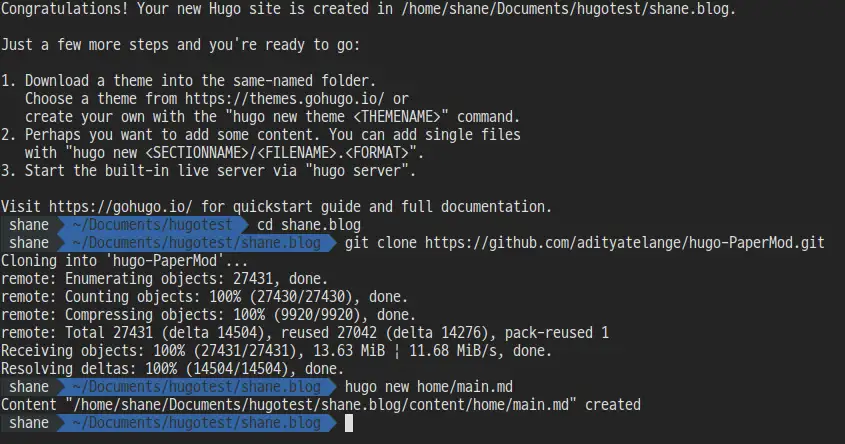 Congratulations! Your new Hugo site is created in /home/shane/Documents/hugotest/shane.blog.
Just a few more steps and you're ready to go:
1. Download a theme into the same-named folder.
Choose a theme from https://themes.gohugo.io/ or
create your own with the "hugo new theme <THEMENAME>" command.
2. Perhaps you want to add some content. You can add single files
with "hugo new <SECTIONNAME>/<FILENAME>.<FORMAT>".
3. Start the built-in live server via "hugo server".
Visit https://gohugo.io/ for quickstart guide and full documentation.
shane ~/Documents/hugotest cd shane.blog
shane ~/Documents/hugotest/shane.blog git clone https://github.com/adityatelange/hugo-PaperMod.git
Cloning into 'hugo-PaperMod'...
remote: Enumerating objects: 27431, done.
remote: Counting objects: 100% (27430/27430), done.
remote: Compressing objects: 100% (9920/9920), done.
remote: Total 27431 (delta 14504), reused 27042 (delta 14276), pack-reused 1
Receiving objects: 100% (27431/27431), 13.63 MiB ¦ 11.68 MiB/s, done.
Resolving deltas: 100% (14504/14504), done.
shane ~/Documents/hugotest/shane.blog hugo new home/main.md
Content "/home/shane/Documents/hugotest/shane.blog/content/home/main.md" created
shane ~/Documents/hugotest/shane.blog